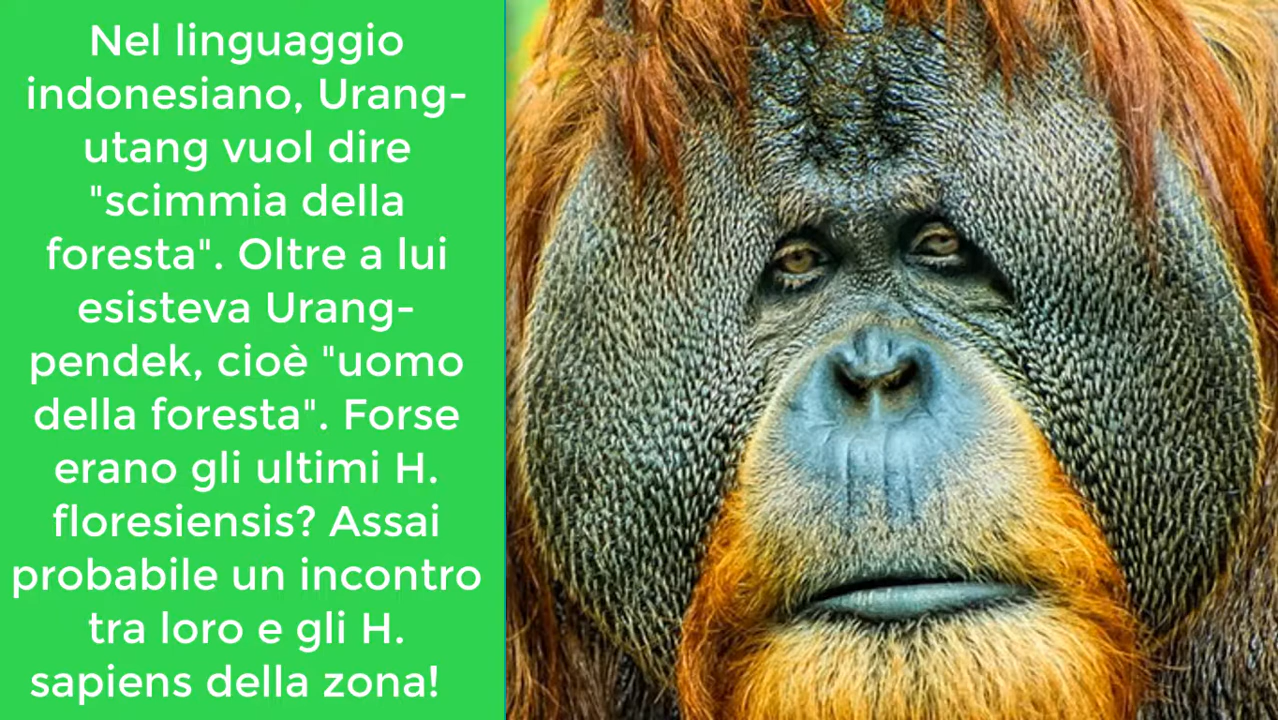 Nel linguaggio
indonesiano, Urang-
utang vuol dire
"scimmia della
foresta". Oltre a lui
esisteva Urang-
pendek, cioè "uomo
della foresta". Forse
erano gli ultimi H.
floresiensis? Assai
probabile un incontro
tra loro e gli H.
sapiens della zona!